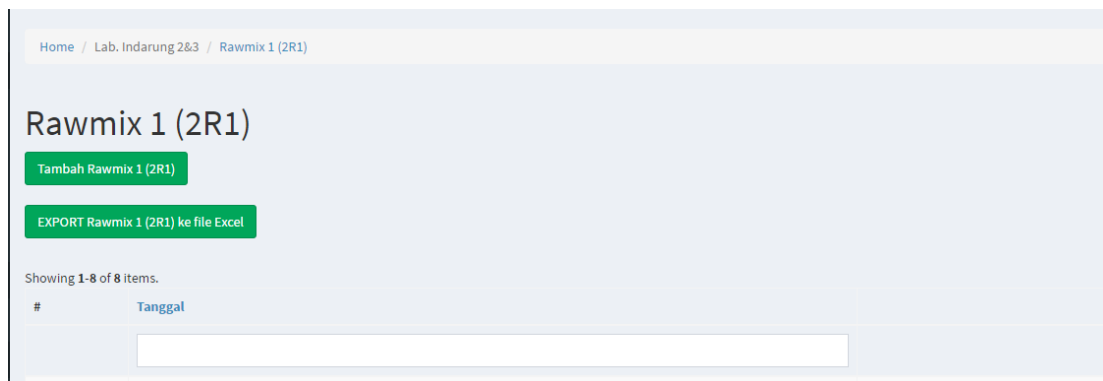 Home / Lab. Indarung 2&3 / Rawmix 1 (2R1)
Rawmix 1 (2R1)
Tambah Rawmix 1 (2R1)
EXPORT Rawmix 1 (2R1) ke file Excel
Showing 1-8 of 8 items.
# Tanggal